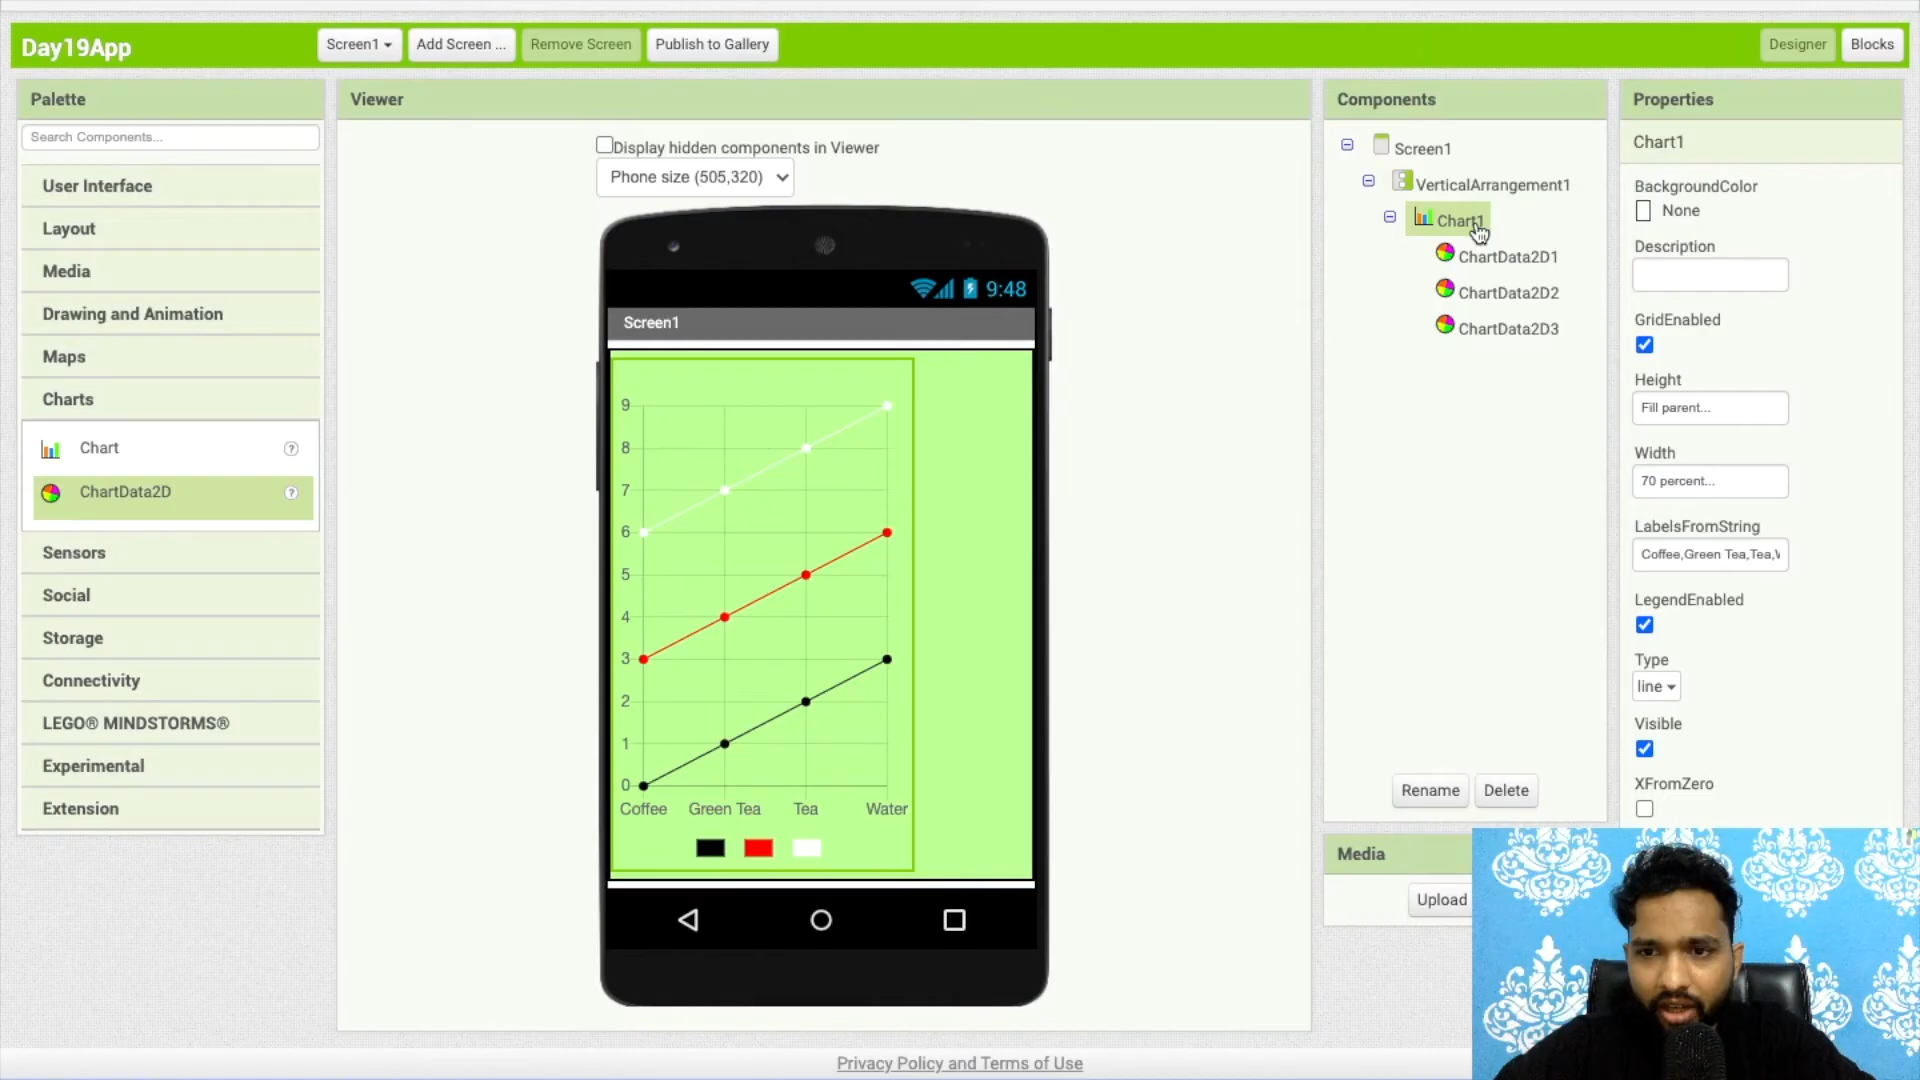 Day19App
Screen1
Add Screen ...
Remove Screen
Publish to Gallery
Designer
Blocks
Palette
Search Components...
User Interface
Layout
Media
Drawing and Animation
Maps
Charts
Chart
?
ChartData2D
?
Sensors
Social
Storage
Connectivity
LEGO® MINDSTORMS®
Experimental
Extension
Viewer
Display hidden components in Viewer
Phone size (505,320)
9:48
Screen1
9
8
7
6
5
4
3
2
1
0
Coffee Green Tea Tea Water
Components
Screen1
VerticalArrangement1
Chart1
ChartData2D1
ChartData2D2
ChartData2D3
Rename
Delete
Media
Upload
Properties
Chart1
BackgroundColor
None
Description
GridEnabled
Height
Fill parent...
Width
70 percent...
LabelsFromString
Coffee,Green Tea,Tea,
LegendEnabled
Type
line
Visible
XFromZero
Privacy Policy and Terms of Use